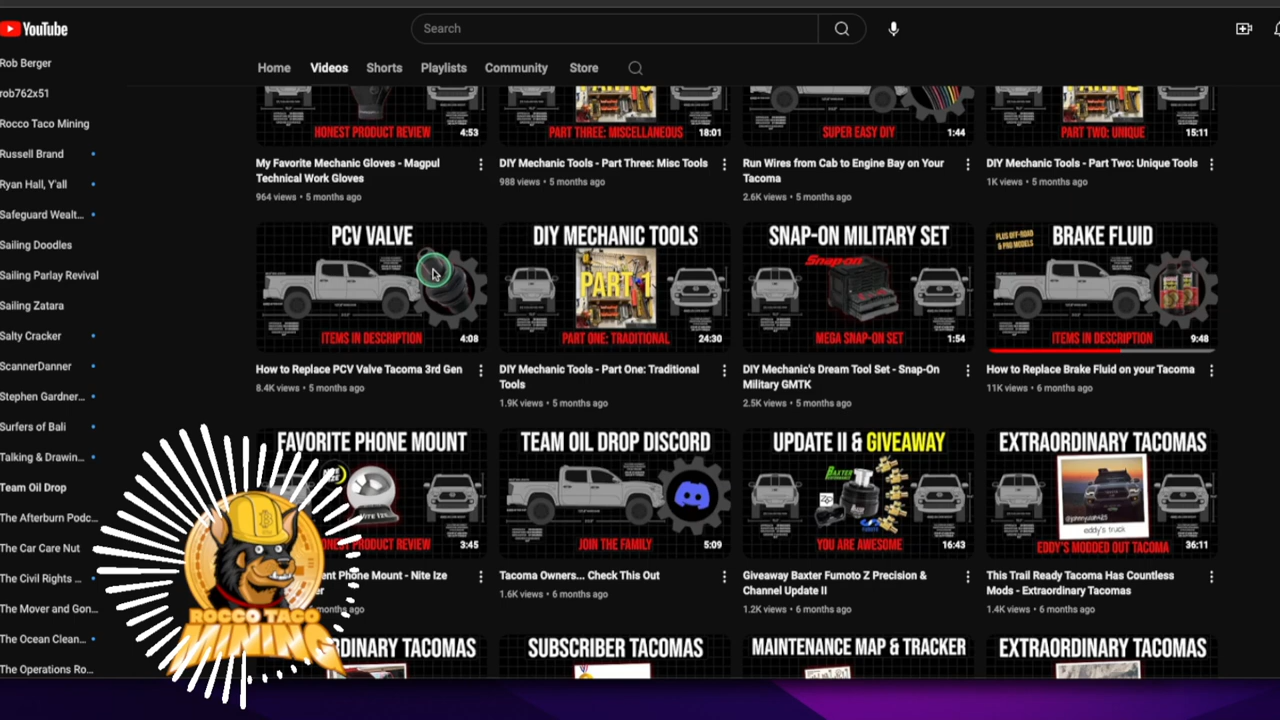 YouTube
Search
Home Videos Shorts Playlists Community Store
Rob Berger
rob762x51
Rocco Taco Mining
Russell Brand
Ryan Hall, Y'all
Safeguard Wealt...
Sailing Doodles
Sailing Parlay Revival
Sailing Zatara
Salty Cracker
ScannerDanner
Stephen Gardner...
Surfers of Bali
Talking & Drawin...
Team Oil Drop
The Afterburn Podc...
The Car Care Nut
The Civil Rights ...
The Mover and Gon...
The Ocean Clean...
The Operations Ro...
HONEST PRODUCT REVIEW 4:53
My Favorite Mechanic Gloves - Magpul
Technical Work Gloves
964 views • 5 months ago
PART THREE: MISCELLANEOUS 18:01
DIY Mechanic Tools - Part Three: Misc Tools
988 views • 5 months ago
SUPER EASY DIY 1:44
Run Wires from Cab to Engine Bay on Your
Tacoma
2.6K views • 5 months ago
PART TWO: UNIQUE 15:11
DIY Mechanic Tools - Part Two: Unique Tools
1K views • 5 months ago
PCV VALVE
ITEMS IN DESCRIPTION 4:08
How to Replace PCV Valve Tacoma 3rd Gen
8.4K views • 5 months ago
DIY MECHANIC TOOLS
PART 1
PART ONE: TRADITIONAL 24:30
DIY Mechanic Tools - Part One: Traditional
Tools
1.9K views • 5 months ago
SNAP-ON MILITARY SET
Snap-on
MEGA SNAP-ON SET 1:54
DIY Mechanic's Dream Tool Set - Snap-On
Military GMTK
2.5K views • 5 months ago
PLUS OFF-ROAD
& PRO MODELS
BRAKE FLUID
ITEMS IN DESCRIPTION 9:48
How to Replace Brake Fluid on your Tacoma
11K views • 6 months ago
FAVORITE PHONE MOUNT
NITE IZE
PRODUCT REVIEW 3:45
Phone Mount - Nite Ize
months ago
TEAM OIL DROP DISCORD
JOIN THE FAMILY 5:09
Tacoma Owners... Check This Out
1.6K views • 6 months ago
UPDATE II & GIVEAWAY
BAXTER
YOU ARE AWESOME 16:43
Giveaway Baxter Fumoto Z Precision &
Channel Update II
1.2K views • 6 months ago
EXTRAORDINARY TACOMAS
eddy's truck
EDDY'S MODDED OUT TACOMA 36:11
This Trail Ready Tacoma Has Countless
Mods - Extraordinary Tacomas
1.4K views • 6 months ago
ROCCO TACO
MINING
TACOMAS
SUBSCRIBER TACOMAS
MAINTENANCE MAP & TRACKER
EXTRAORDINARY TACOMAS